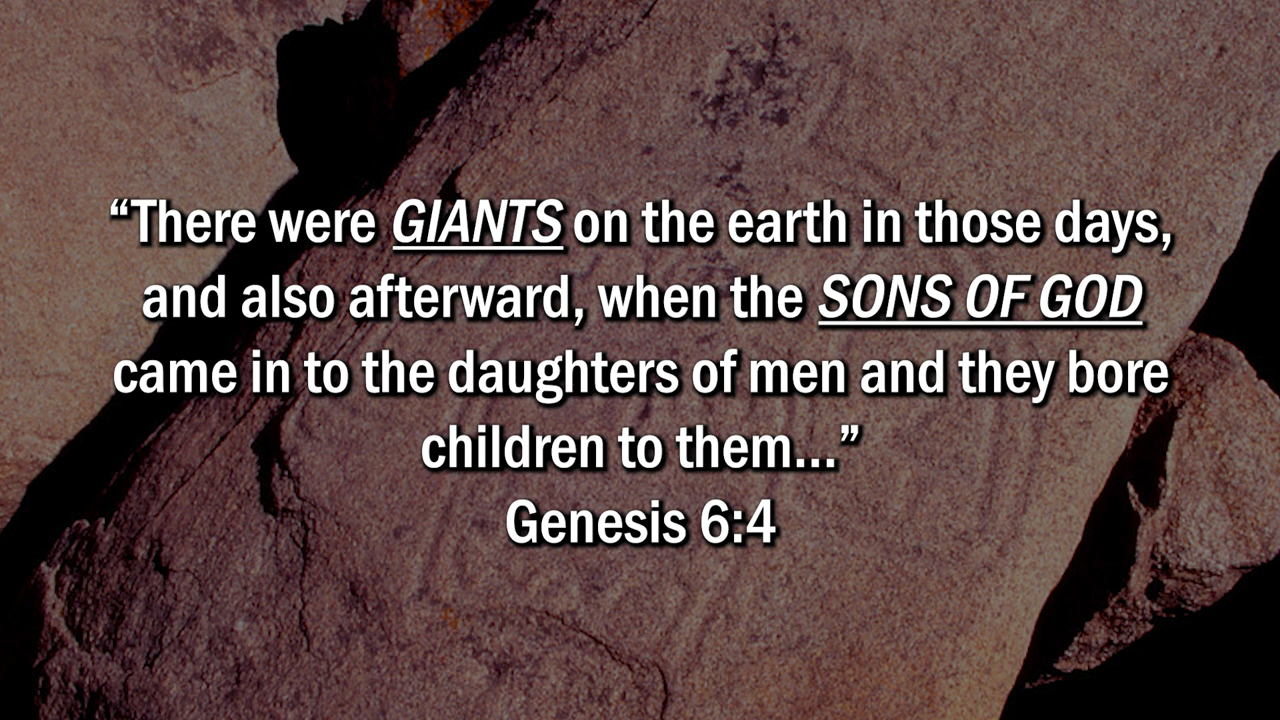 “There were GIANTS on the earth in those days,
and also afterward, when the SONS OF GOD
came in to the daughters of men and they bore
children to them...”
Genesis 6:4